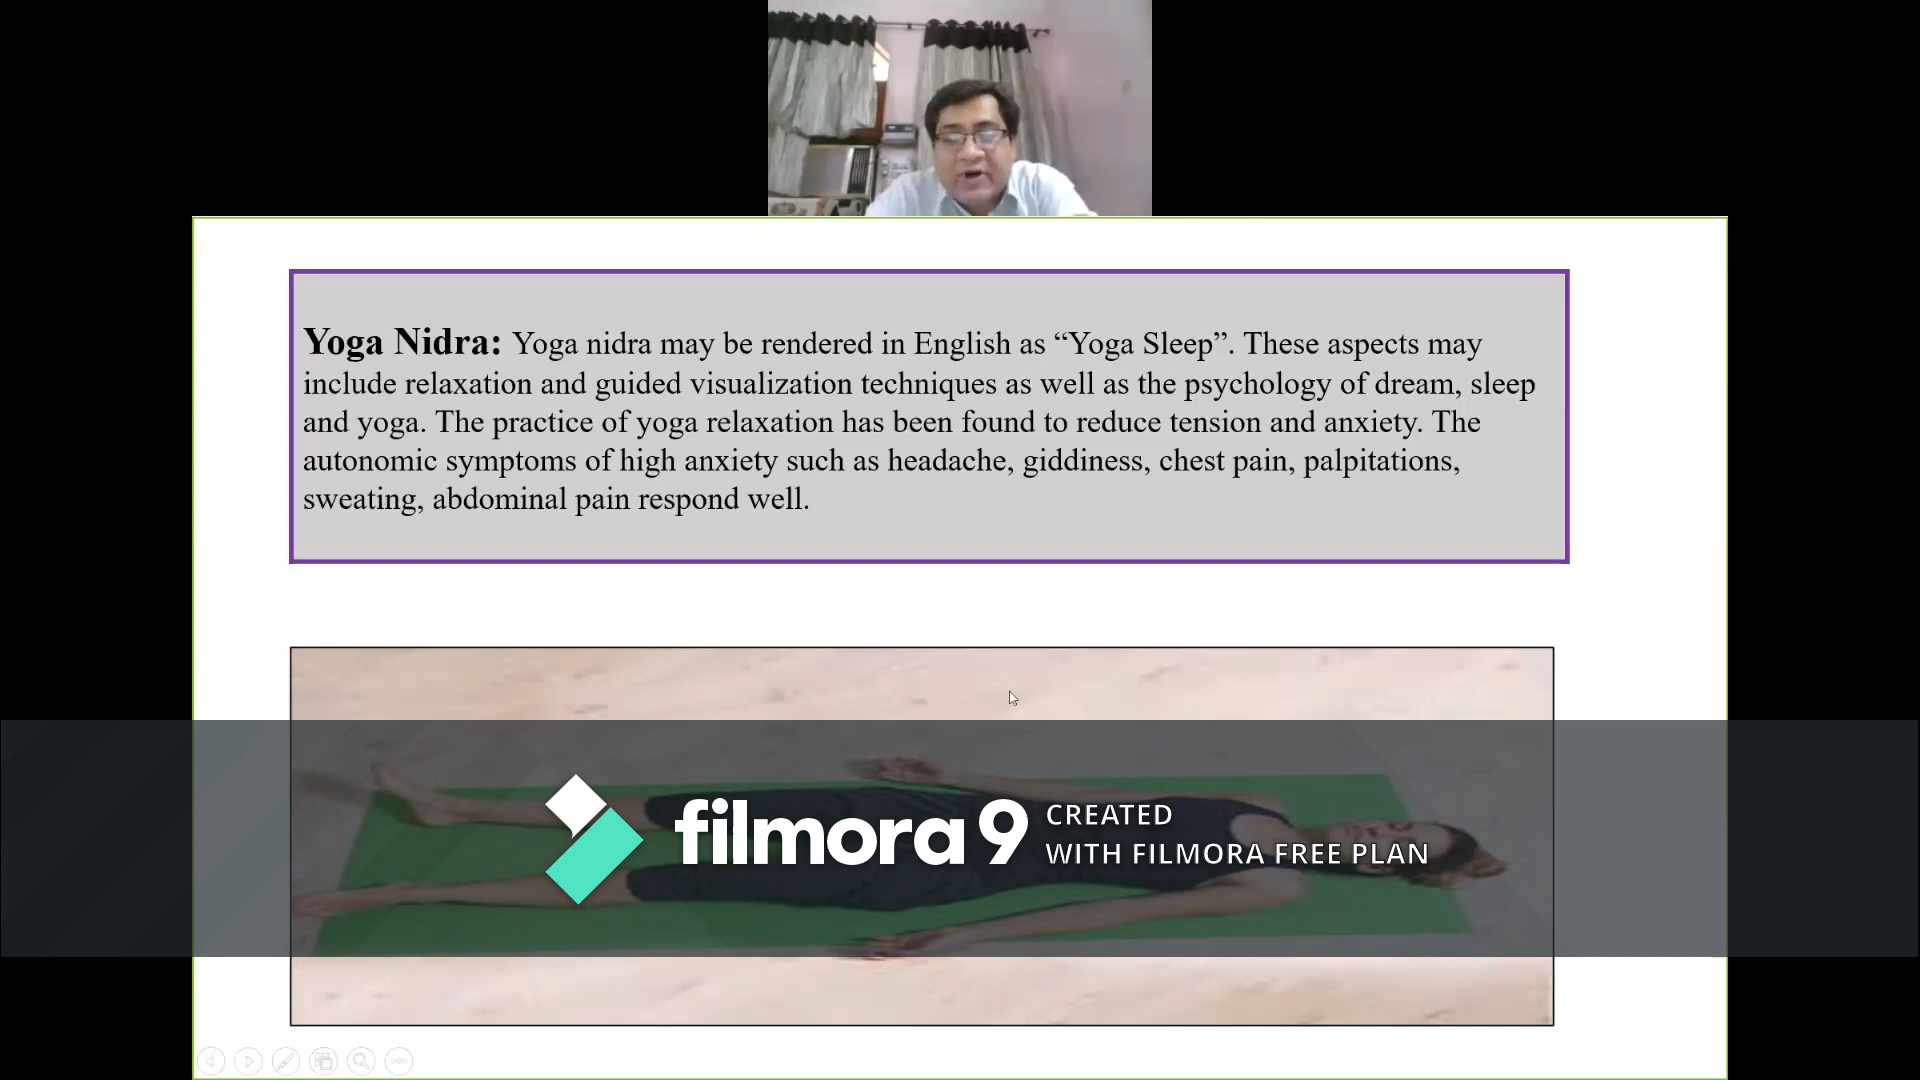 Yoga Nidra: Yoga nidra may be rendered in English as “Yoga Sleep”. These aspects may
include relaxation and guided visualization techniques as well as the psychology of dream, sleep
and yoga. The practice of yoga relaxation has been found to reduce tension and anxiety. The
autonomic symptoms of high anxiety such as headache, giddiness, chest pain, palpitations,
sweating, abdominal pain respond well.
filmora 9
CREATED
WITH FILMORA FREE PLAN